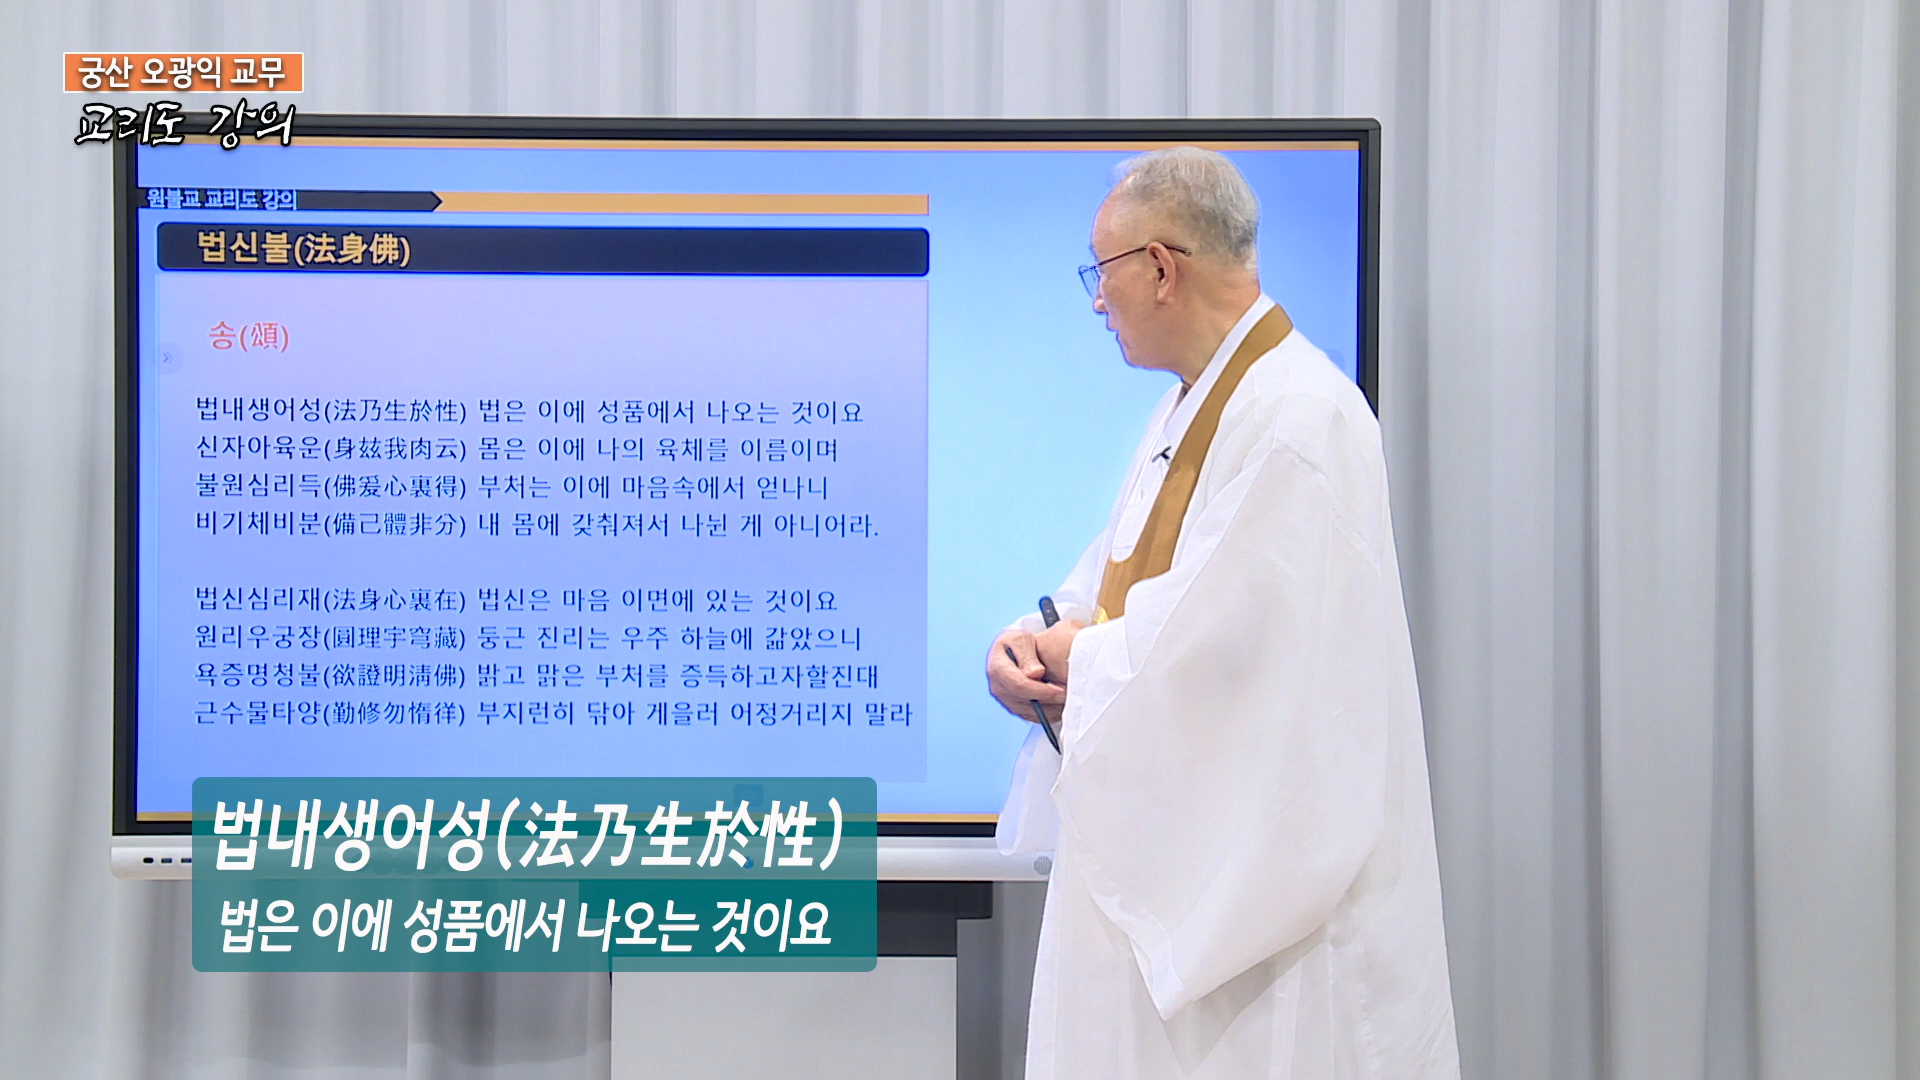 궁산 오광익 교무
교리도 강의
원불교 교리도 강의
법신불(法身佛)
송(頌)
법내생어성(法乃生於性) 법은 이에 성품에서 나오는 것이요
신자아육운(身玆我肉云) 몸은 이에 나의 육체를 이름이며
불원심리득(佛爰心裏得) 부처는 이에 마음속에서 얻나니
비기체비분(備己體非分) 내 몸에 갖춰져서 나뉜 게 아니어라.
법신심리재(法身心裏在) 법신은 마음 이면에 있는 것이요
원리우궁장(圓理宇穹藏) 둥근 진리는 우주 하늘에 갊았으니
욕증명청불(欲證明淸佛) 밝고 맑은 부처를 증득하고자할진대
근수물타양(勤修勿惰徉) 부지런히 닦아 게을러 어정거리지 말라
법내생어성(法乃生於性)
법은 이에 성품에서 나오는 것이요